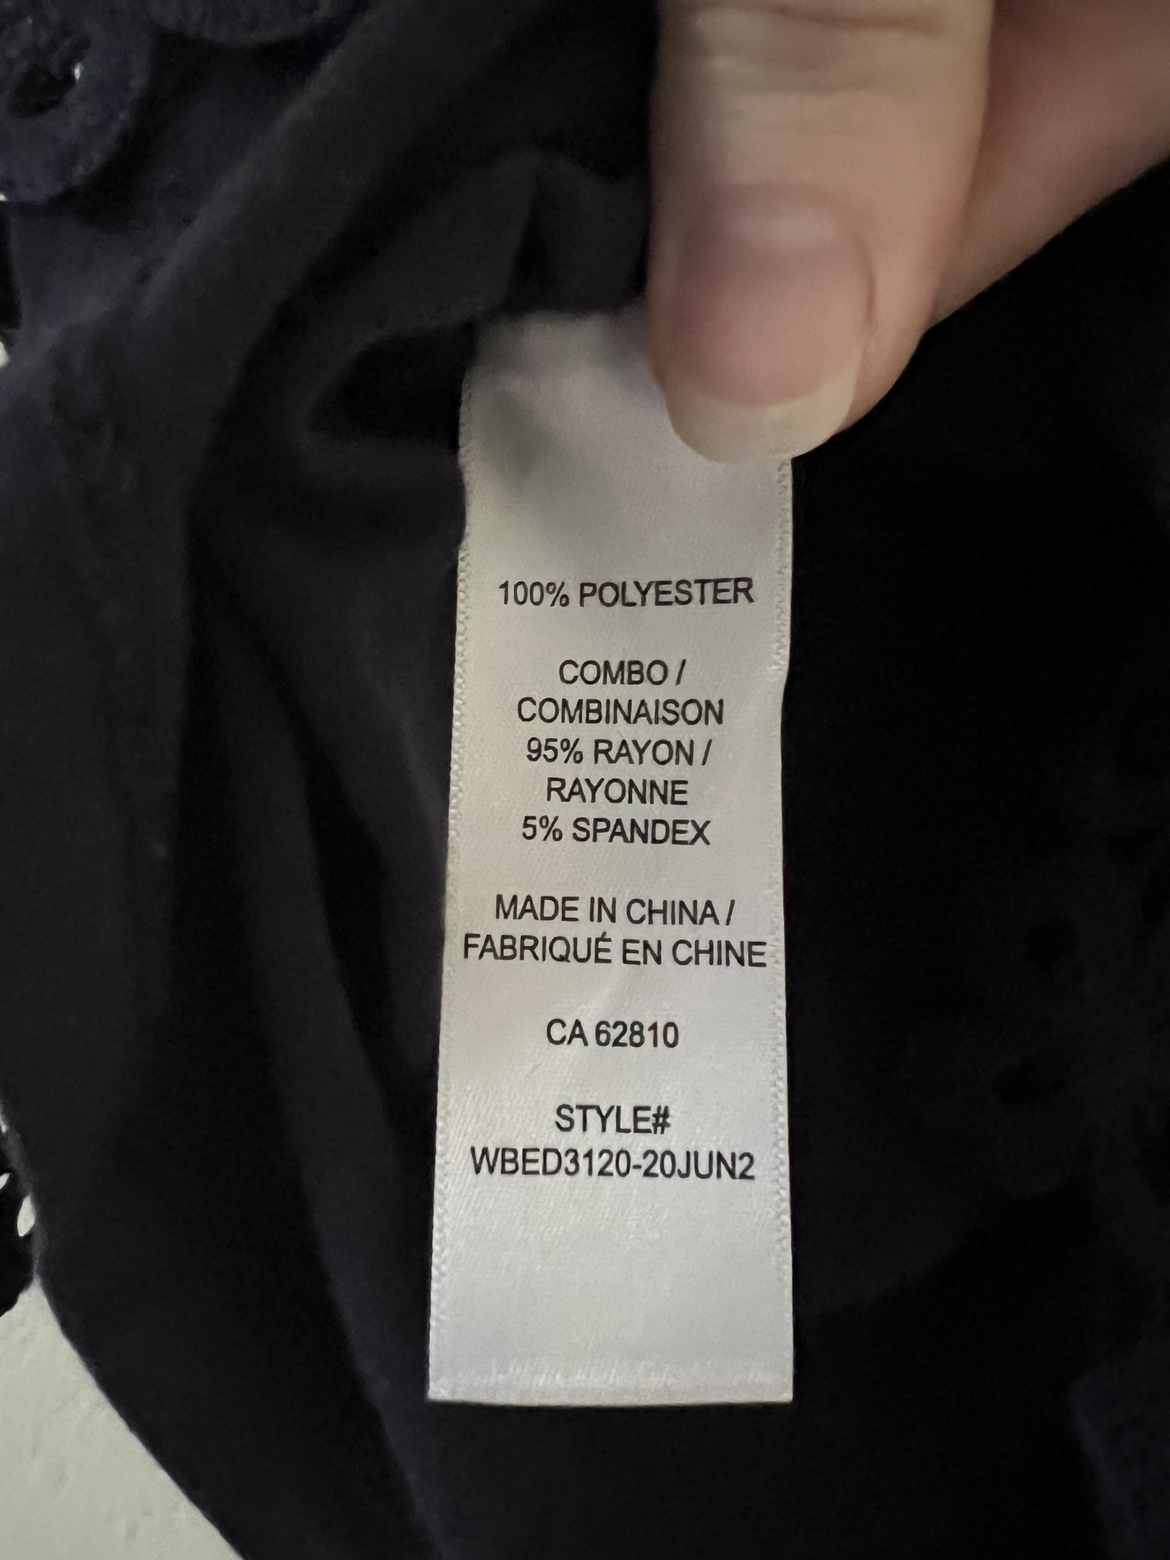 100% POLYESTER
COMBO /
COMBINAISON
95% RAYON /
RAYONNE
5% SPANDEX
MADE IN CHINA /
FABRIQUÉ EN CHINE
CA 62810
STYLE#
WBED3120-20JUN2